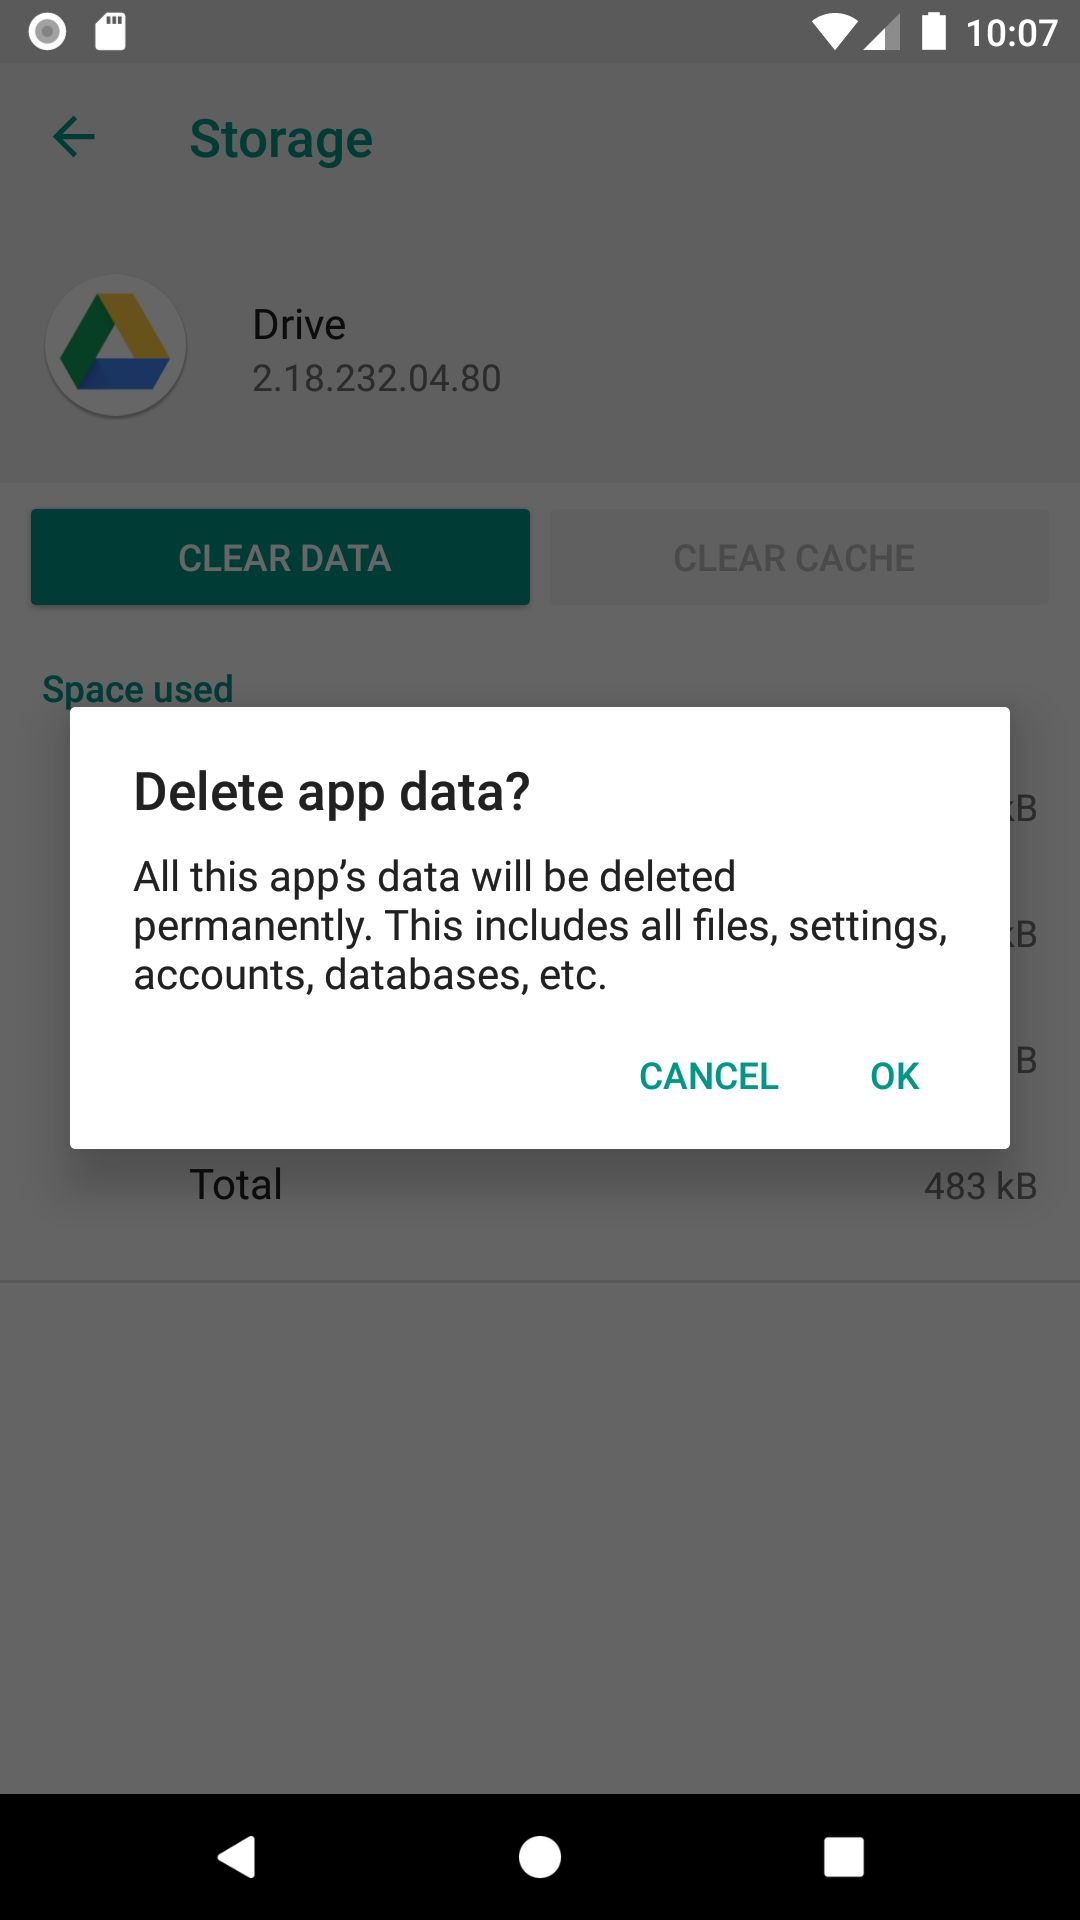 10:07
Storage
Drive
2.18.232.04.80
CLEAR DATA
CLEAR CACHE
Space used
Delete app data?
All this app’s data will be deleted
permanently. This includes all files, settings,
accounts, databases, etc.
CANCEL
OK
kB
kB
B
Total
483 kB